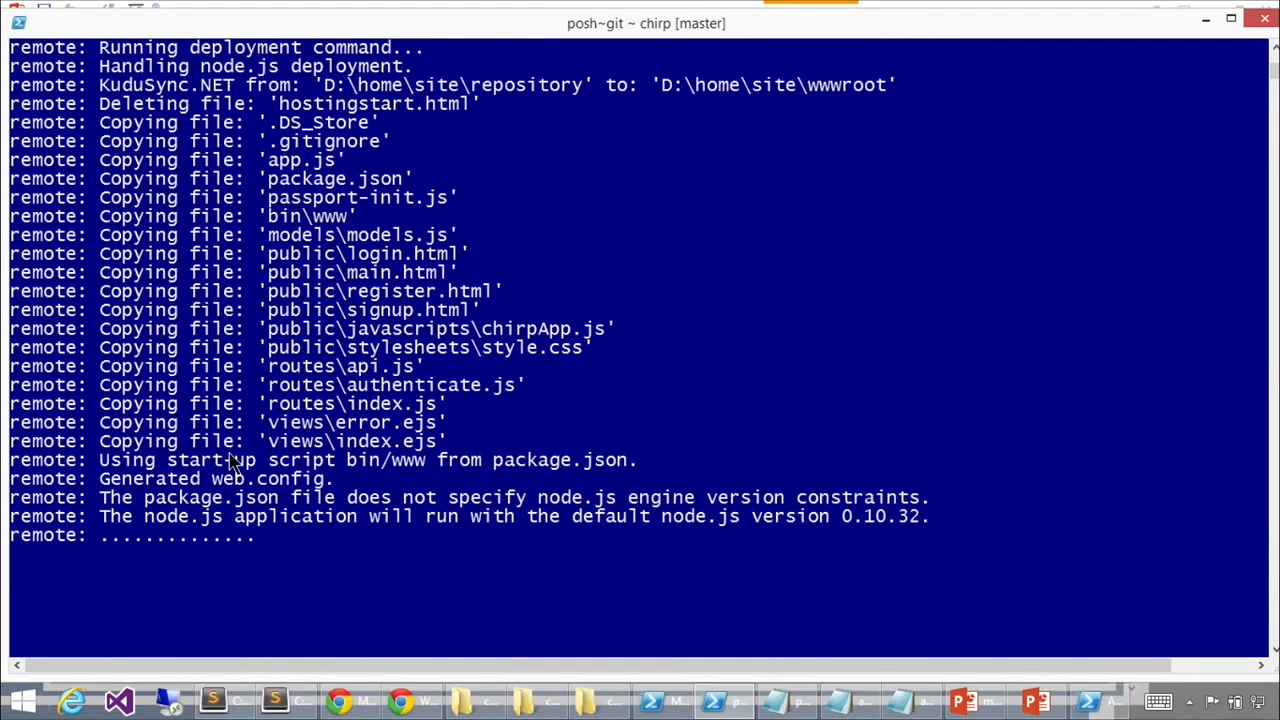 posh~git ~ chirp [master]
remote: Running deployment command...
remote: Handling node.js deployment.
remote: KuduSync.NET from: 'D:\home\site\repository' to: 'D:\home\site\wwwroot'
remote: Deleting file: 'hostingstart.html'
remote: Copying file: '.DS_Store'
remote: Copying file: '.gitignore'
remote: Copying file: 'app.js'
remote: Copying file: 'package.json'
remote: Copying file: 'passport-init.js'
remote: Copying file: 'bin\www'
remote: Copying file: 'models\models.js'
remote: Copying file: 'public\login.html'
remote: Copying file: 'public\main.html'
remote: Copying file: 'public\register.html'
remote: Copying file: 'public\signup.html'
remote: Copying file: 'public\javascripts\chirpApp.js'
remote: Copying file: 'public\stylesheets\style.css'
remote: Copying file: 'routes\api.js'
remote: Copying file: 'routes\authenticate.js'
remote: Copying file: 'routes\index.js'
remote: Copying file: 'views\error.ejs'
remote: Copying file: 'views\index.ejs'
remote: Using start-up script bin/www from package.json.
remote: Generated web.config.
remote: The package.json file does not specify node.js engine version constraints.
remote: The node.js application will run with the default node.js version 0.10.32.
remote: ..............